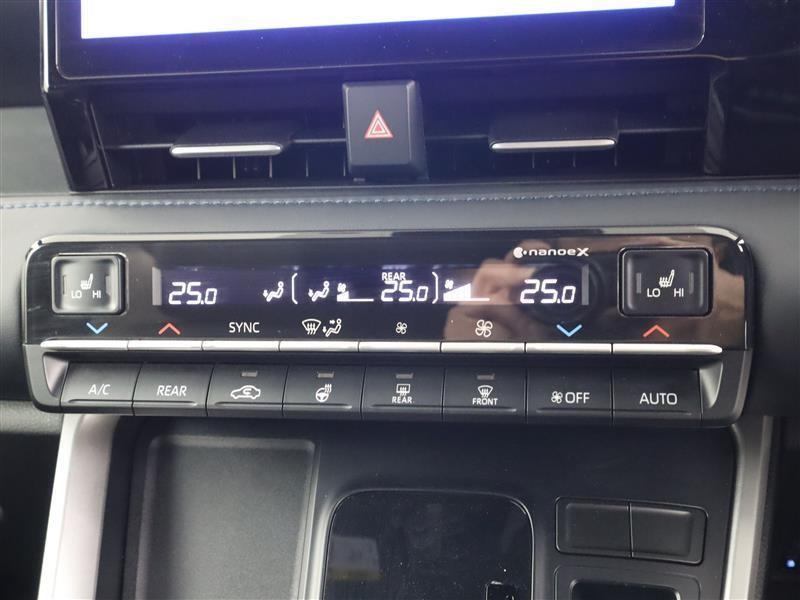 nanoeX
LO HI
25.0
REAR
25.0
25.0
LO HI
SYNC
A/C
REAR
REAR
FRONT
OFF
AUTO